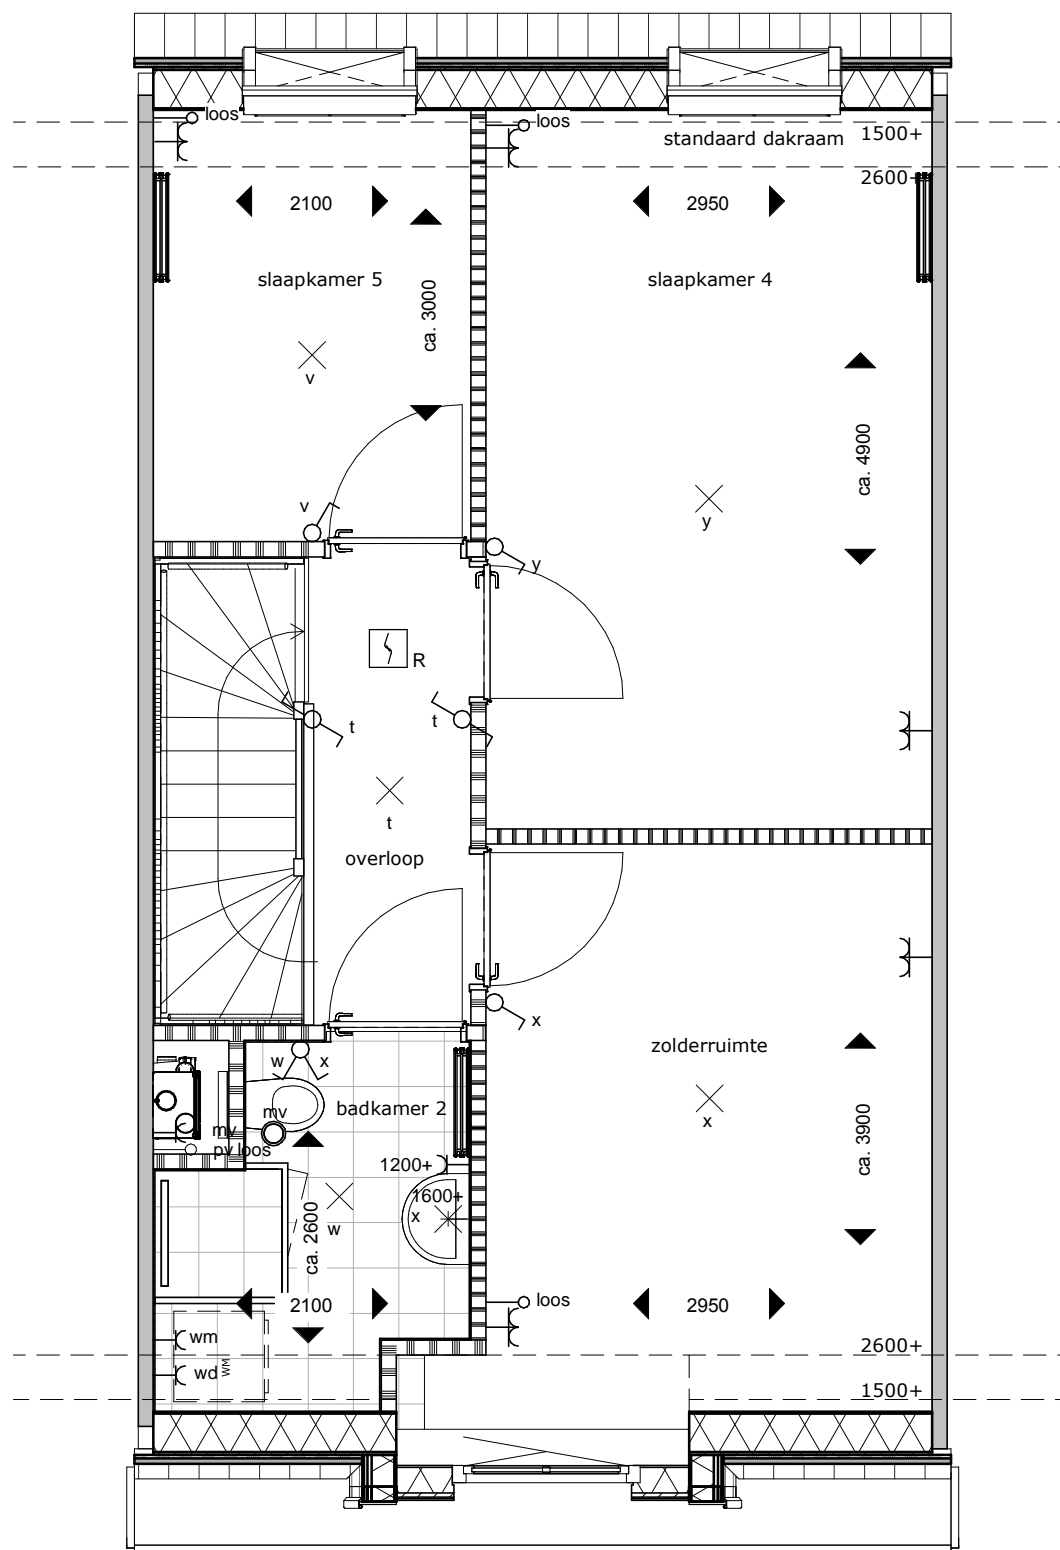 loos
loos
standaard dakraam
1500+
2600+
2100
2950
slaapkamer 5
slaapkamer 4
ca. 3000
v
ca. 4900
y
v
y
R
t
t
t
overloop
x
zolderruimte
w
x
badkamer 2
mv
mv
pv loos
x
ca. 3900
1200+
1600+
x
w
ca. 2600
2100
loos
2950
wm
wd
WM
2600+
1500+